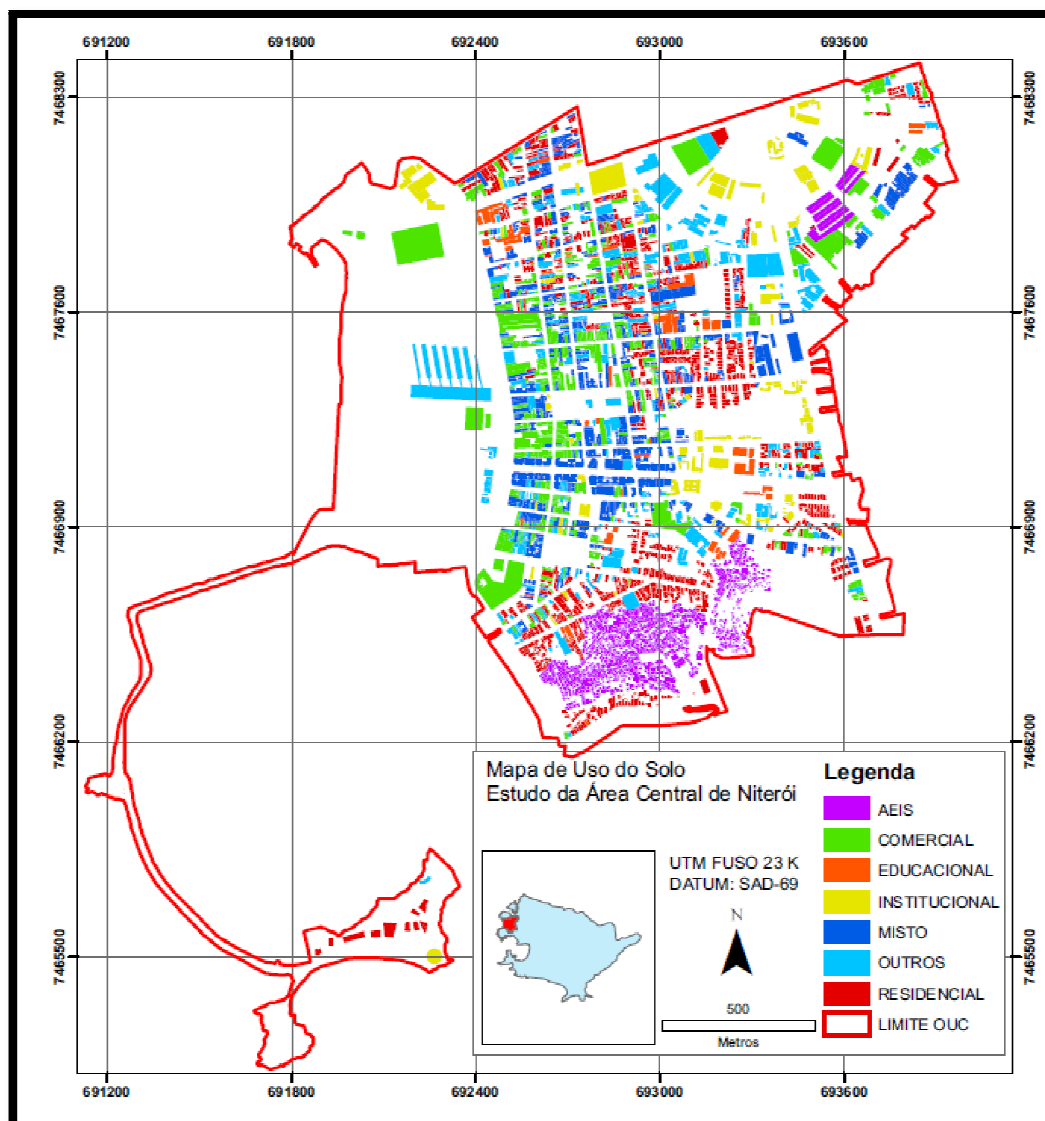 691200 691800 692400 693000 693600
7468300 7468300
7467600 7467600
7466900 7466900
7466200 7466200
Mapa de Uso do Solo
Estudo da Área Central de Niterói
UTM FUSO 23 K
DATUM: SAD-69
N
500
Metros
Legenda
AEIS
COMERCIAL
EDUCACIONAL
INSTITUCIONAL
MISTO
OUTROS
RESIDENCIAL
LIMITE OUC
7465500 7465500
691200 691800 692400 693000 693600